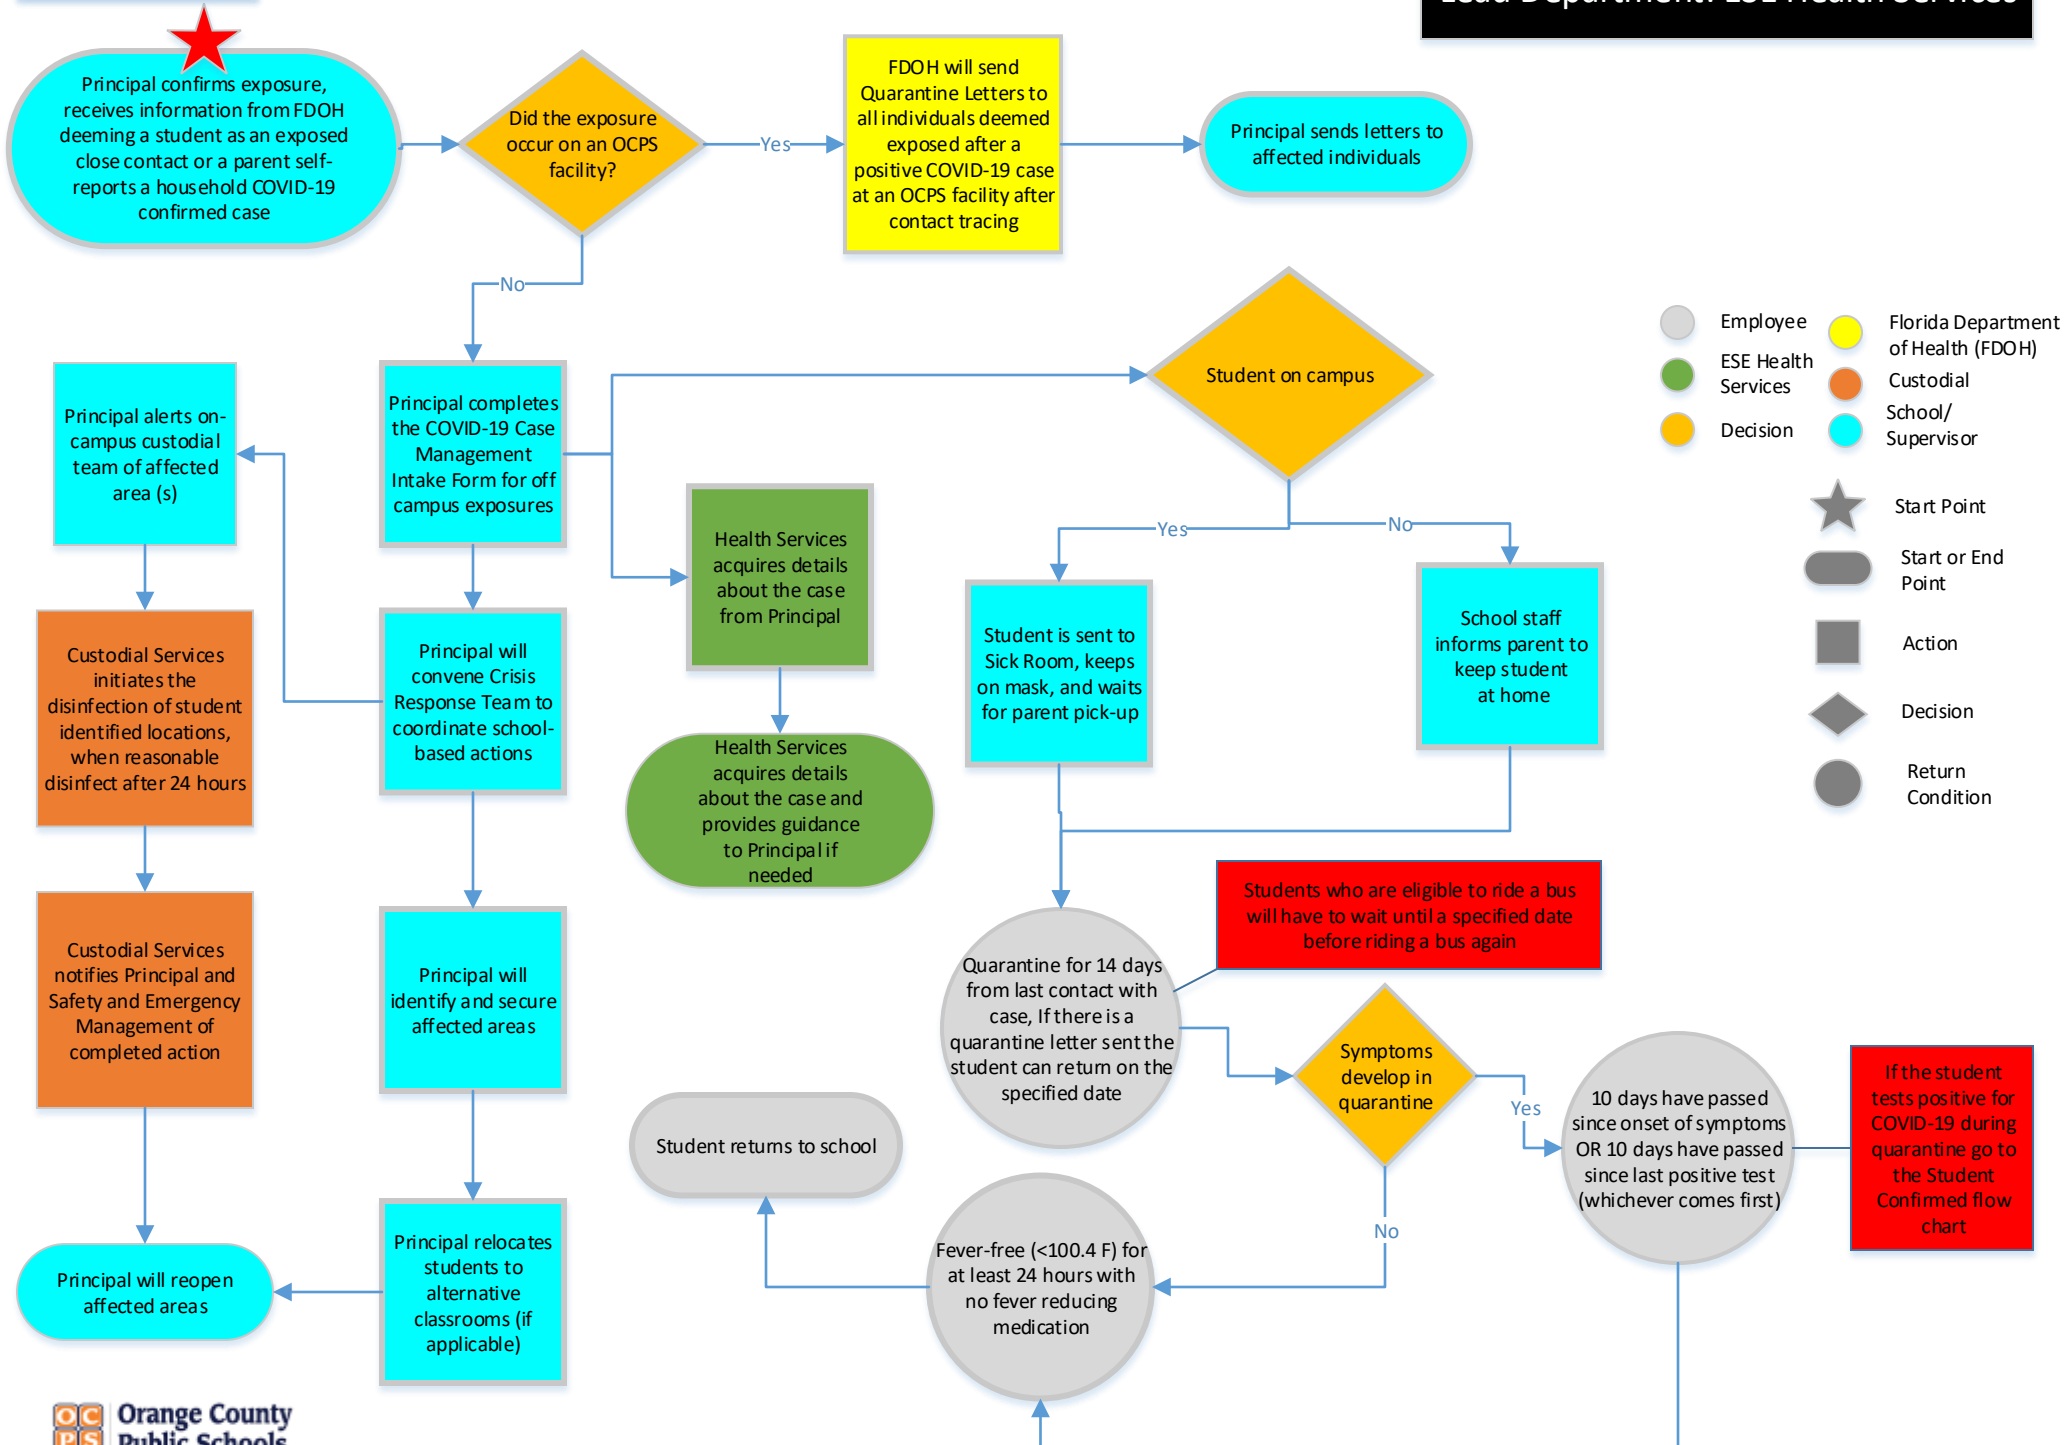 Lead Department: ESE Health Services
Principal confirms exposure,
receives information from FDOH
deeming a student as an exposed
close contact or a parent self-
reports a household COVID-19
confirmed case
Did the exposure
occur on an OCPS
facility?
Yes
FDOH will send
Quarantine Letters to
all individuals deemed
exposed after a
positive COVID-19 case
at an OCPS facility after
contact tracing
Principal sends letters to
affected individuals
No
Principal alerts on-
campus custodial
team of affected
area (s)
Principal completes
the COVID-19 Case
Management
Intake Form for off
campus exposures
Student on campus
Employee
ESE Health
Services
Decision
Florida Department
of Health (FDOH)
Custodial
School/
Supervisor
Start Point
Start or End
Point
Action
Decision
Return
Condition
Yes
No
Health Services
acquires details
about the case
from Principal
Student is sent to
Sick Room, keeps
on mask, and waits
for parent pick-up
School staff
informs parent to
keep student
at home
Custodial Services
initiates the
disinfection of student
identified locations,
when reasonable
disinfect after 24 hours
Principal will
convene Crisis
Response Team to
coordinate school-
based actions
Health Services
acquires details
about the case and
provides guidance
to Principal if
needed
Students who are eligible to ride a bus
will have to wait until a specified date
before riding a bus again
Custodial Services
notifies Principal and
Safety and Emergency
Management of
completed action
Principal will
identify and secure
affected areas
Quarantine for 14 days
from last contact with
case, If there is a
quarantine letter sent the
student can return on the
specified date
Symptoms
develop in
quarantine
Yes
10 days have passed
since onset of symptoms
OR 10 days have passed
since last positive test
(whichever comes first)
If the student
tests positive for
COVID-19 during
quarantine go to
the Student
Confirmed flow
chart
Student returns to school
No
Fever-free (<100.4 F) for
at least 24 hours with
no fever reducing
medication
Principal will reopen
affected areas
Principal relocates
students to
alternative
classrooms (if
applicable)
OC
PS
Orange County
Public Schools